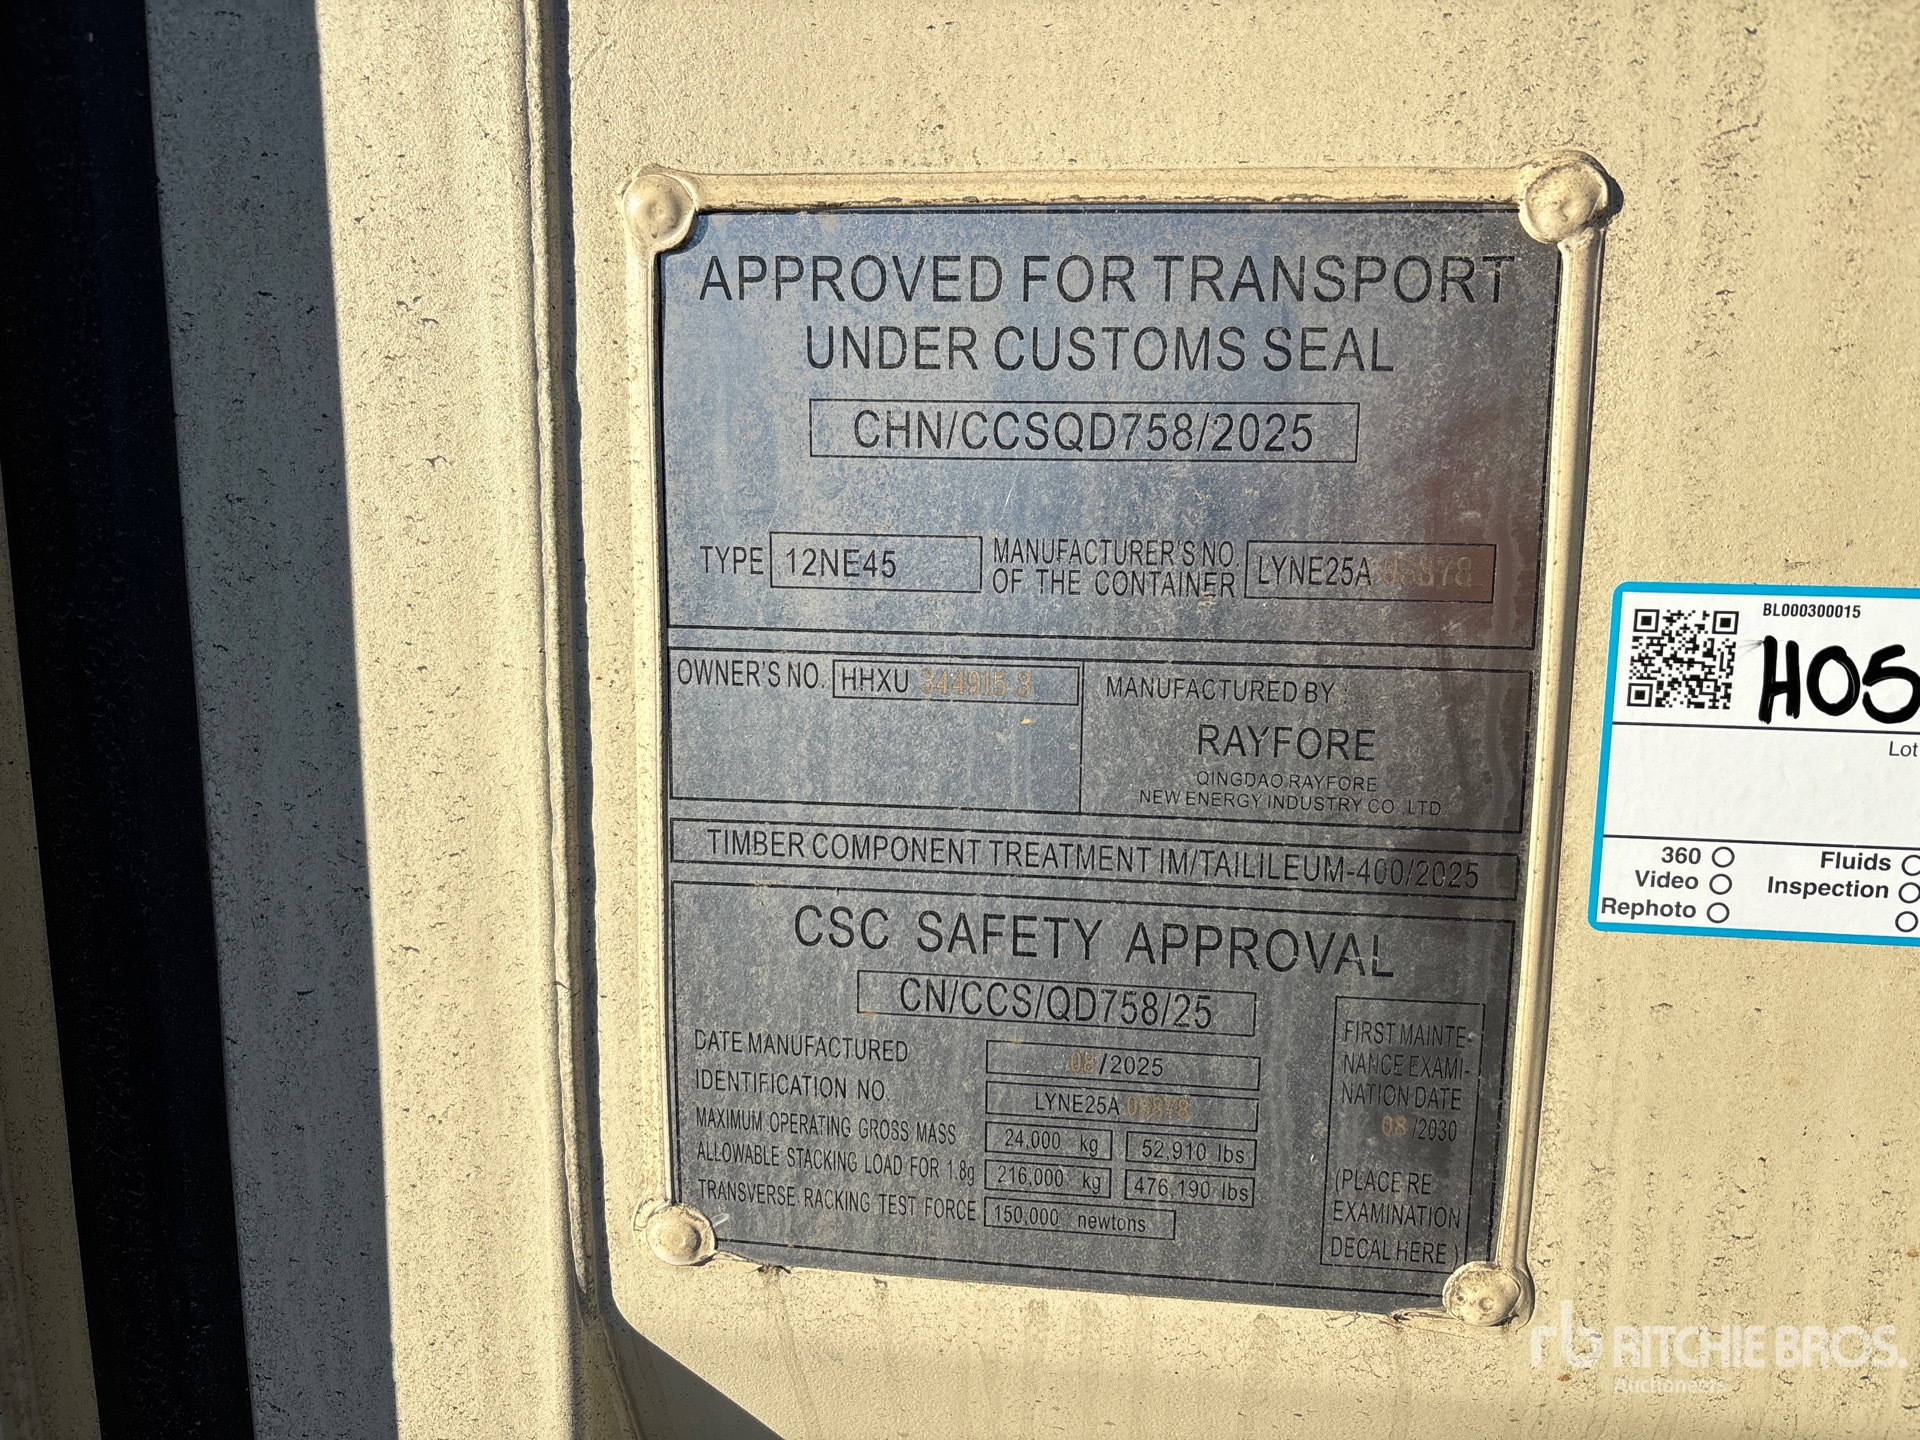 APPROVED FOR TRANSPORT
UNDER CUSTOMS SEAL
CHN/CCSQD758/2025
TYPE 12NE45
MANUFACTURER'S NO.
OF THE CONTAINER
LYNE25A
OWNER'S NO. HHXU 344915 3
MANUFACTURED BY :
RAYFORE
QINGDAO RAYFORE
NEW ENERGY INDUSTRY CO. LTD
TIMBER COMPONENT TREATMENT IM/TAILILEUM-400/2025
CSC SAFETY APPROVAL
CN/CCS/QD758/25
DATE MANUFACTURED 08/2025
IDENTIFICATION NO. LYNE25A
MAXIMUM OPERATING GROSS MASS 24,000 kg 52,910 lbs
ALLOWABLE STACKING LOAD FOR 1.8g 216,000 kg 476,190 lbs
TRANSVERSE RACKING TEST FORCE 150,000 newtons
FIRST MAINTE-
NANCE EXAMI-
NATION DATE
08 /2030
(PLACE RE
EXAMINATION
DECAL HERE )
BL000300015
H05
Lot
360
Video
Rephoto
Fluids
Inspection
rb RITCHIE BROS.
Auctioneers